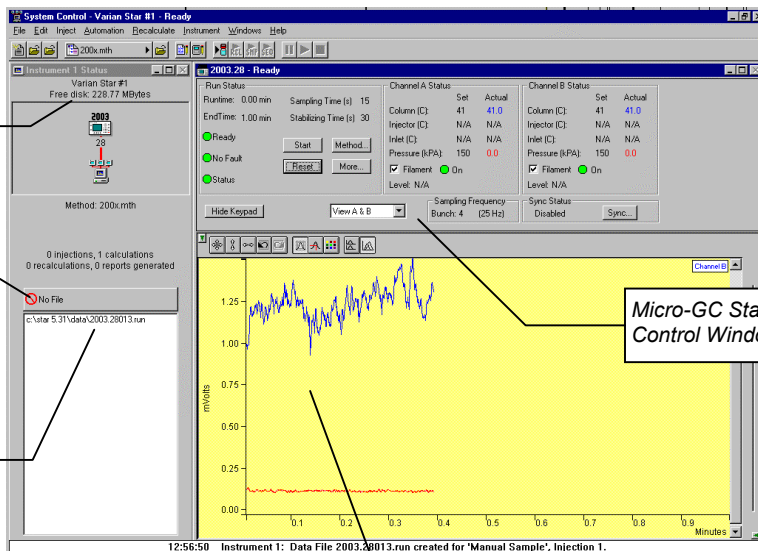 System Control - Varian Star #1 - Ready
File Edit Inject Automation Recalculate Instrument Windows Help
200x.mth
Instrument 1 Status
Varian Star #1
Free disk: 228.77 MBytes
2003
28
Method: 200x.mth
0 injections, 1 calculations
0 recalculations, 0 reports generated
No File
c:\star 5.31\data\2003.28013.run
2003.28 - Ready
Run Status
Runtime: 0.00 min Sampling Time (s) 15
EndTime: 1.00 min Stabilizing Time (s) 30
Ready
Start Method...
No Fault
Reset More...
Status
Channel A Status
Set Actual
Column (C): 41 41.0
Injector (C): N/A N/A
Inlet (C): N/A N/A
Pressure (kPA): 150 0.0
Filament On
Level: N/A
Channel B Status
Set Actual
Column (C): 41 41.0
Injector (C): N/A N/A
Inlet (C): N/A N/A
Pressure (kPA): 150 0.0
Filament On
Level: N/A
Hide Keypad
View A & B
Sampling Frequency
Bunch: 4 (25 Hz)
Sync Status
Disabled Sync...
Channel B
1.25
1.00
0.75
0.50
0.25
0.00
mVolts
0.1 0.2 0.3 0.4 0.5 0.6 0.7 0.8 0.9
Minutes
Micro-GC Sta
Control Windo
12:56:50 Instrument 1: Data File 2003.28013.run created for 'Manual Sample', Injection 1.